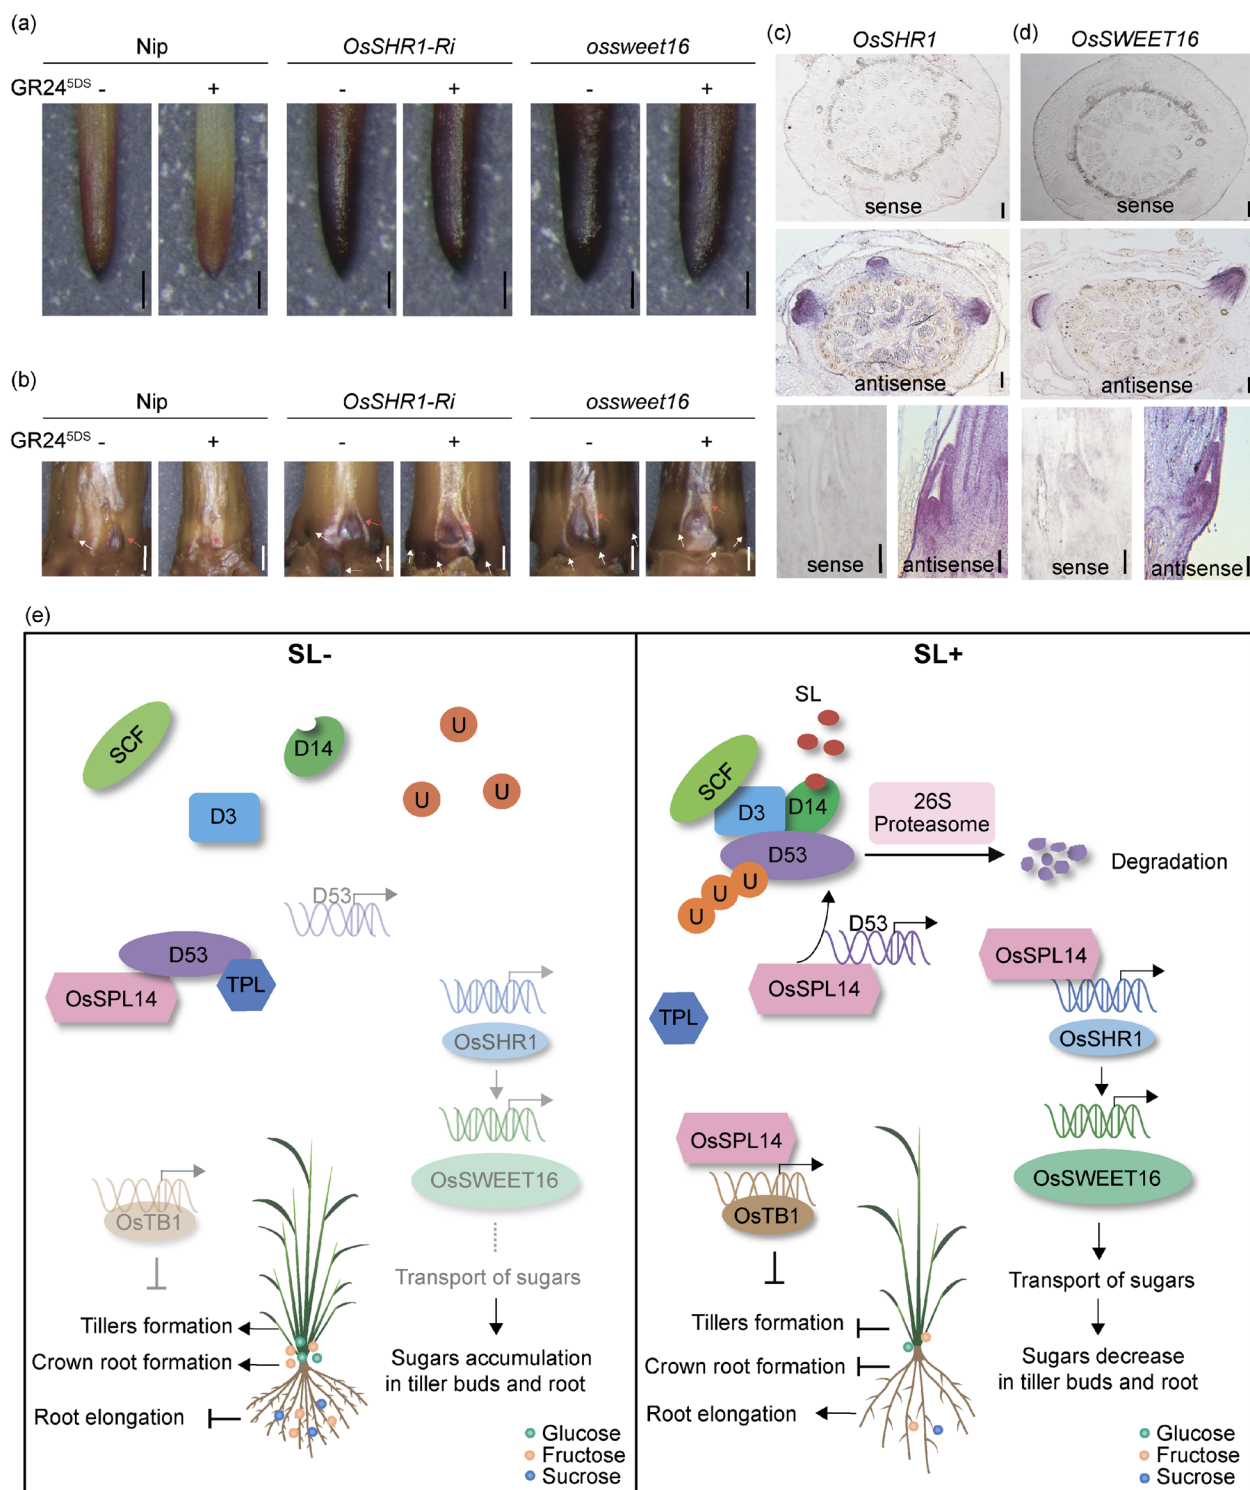 (a)
Nip
OsSHR1-Ri
ossweet16
GR24⁵ᴰˢ - + - + - +
(b)
Nip
OsSHR1-Ri
ossweet16
GR24⁵ᴰˢ - + - + - +
(c)
OsSHR1
sense
antisense
sense
antisense
(d)
OsSWEET16
sense
antisense
sense
antisense
(e)
SL-
SCF
D14
U
U
U
D3
D53
D53
OsSPL14
TPL
OsSHR1
OsSWEET16
OsTB1
Transport of sugars
Tillers formation
Crown root formation
Root elongation
Sugars accumulation
in tiller buds and root
Glucose
Fructose
Sucrose
SL+
SL
SCF
D3
D14
D53
U
U
U
26S
Proteasome
Degradation
D53
OsSPL14
TPL
OsSPL14
OsSHR1
OsSPL14
OsTB1
OsSWEET16
Transport of sugars
Tillers formation
Crown root formation
Root elongation
Sugars decrease
in tiller buds and root
Glucose
Fructose
Sucrose